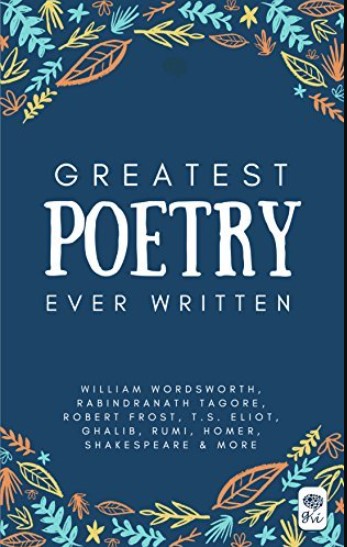 GREATEST
POETRY
EVER WRITTEN
WILLIAM WORDSWORTH,
RABINDRANATH TAGORE,
ROBERT FROST, T.S. ELIOT,
GHALIB, RUMI, HOMER,
SHAKESPEARE & MORE